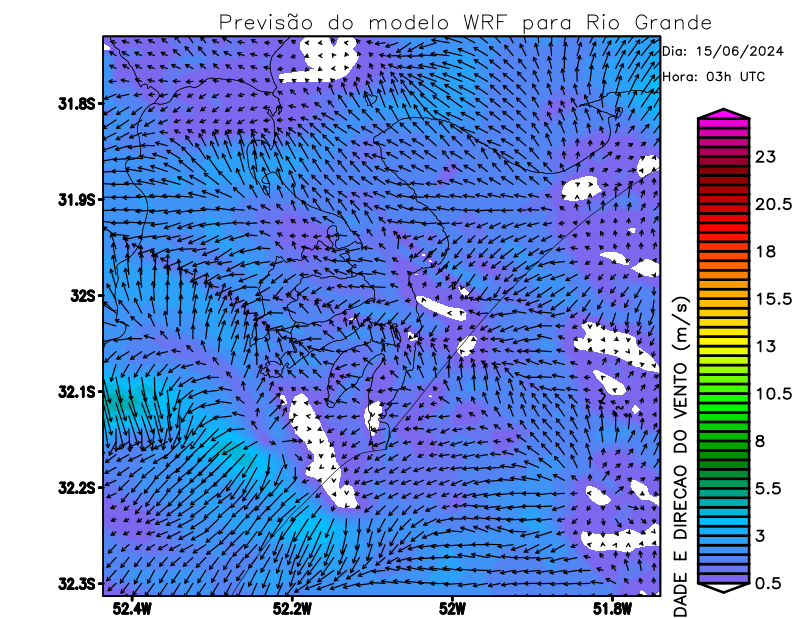 Previsão do modelo WRF para Rio Grande
Dia: 15/06/2024
Hora: 03h UTC
31.8S
31.9S
32S
32.1S
32.2S
32.3S
52.4W
52.2W
52W
51.8W
23
20.5
18
15.5
13
10.5
8
5.5
3
0.5
DADE E DIRECAO DO VENTO (m/s)